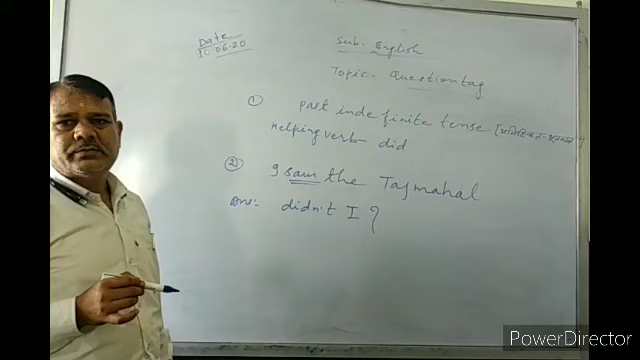 Date
10.06.20
Sub- English
Topic- Question tag
① past indefinite tense [
Helping verb did
② I saw the Tajmahal
Ans:- didn't I ?
PowerDirector